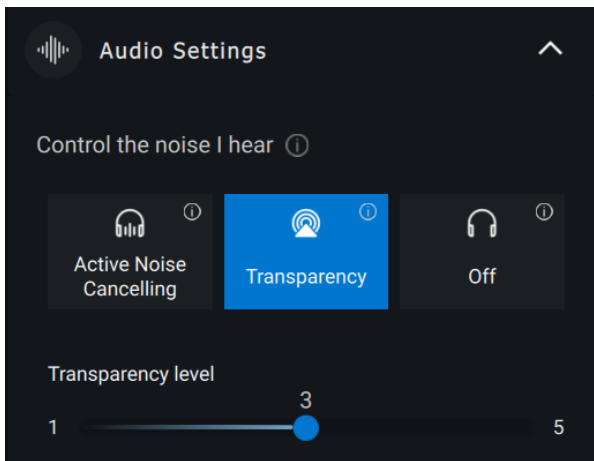 Audio Settings
Control the noise I hear
Active Noise
Cancelling
Transparency
Off
Transparency level
3
1
5